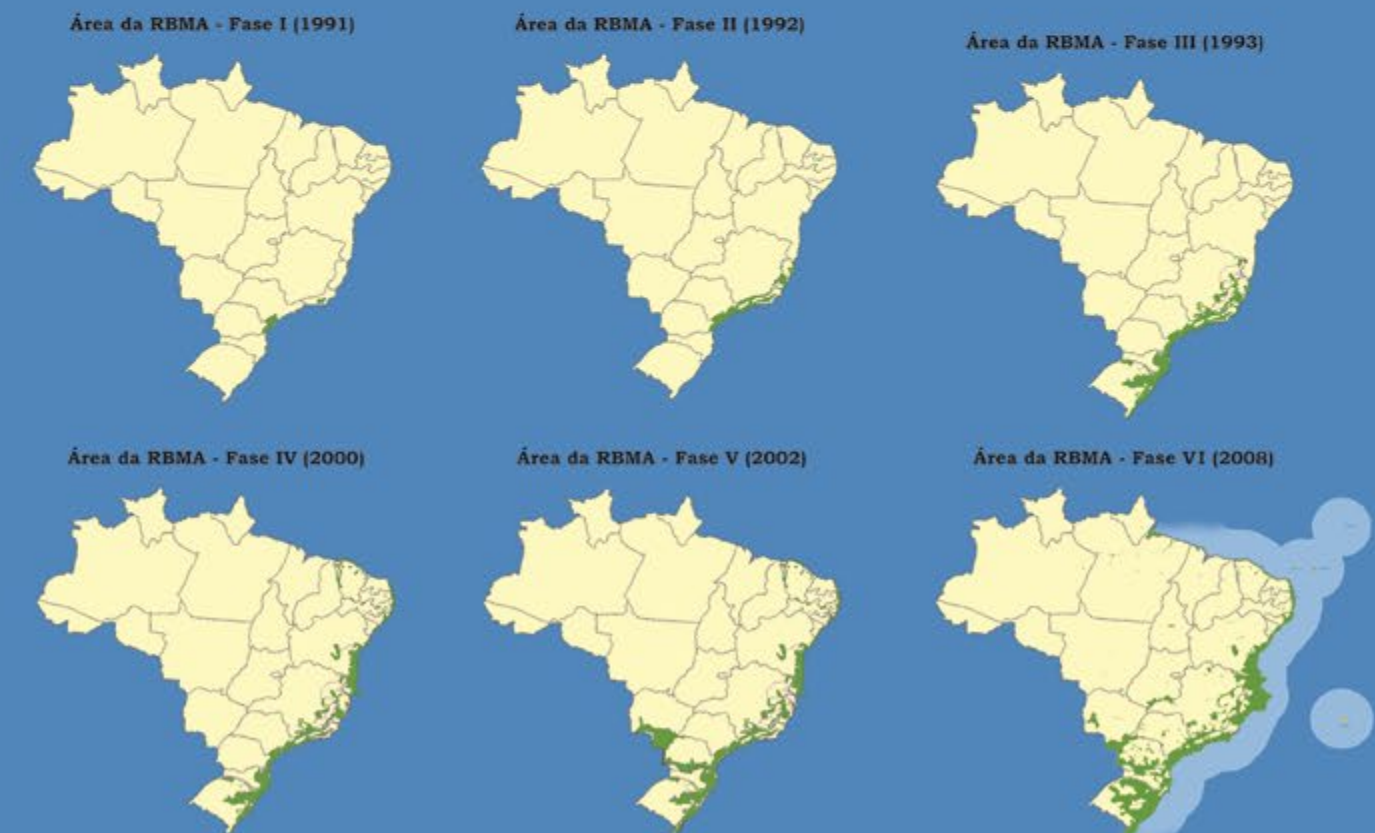 Área da RBMA - Fase I (1991)
Área da RBMA - Fase II (1992)
Área da RBMA - Fase III (1993)
Área da RBMA - Fase IV (2000)
Área da RBMA - Fase V (2002)
Área da RBMA - Fase VI (2008)